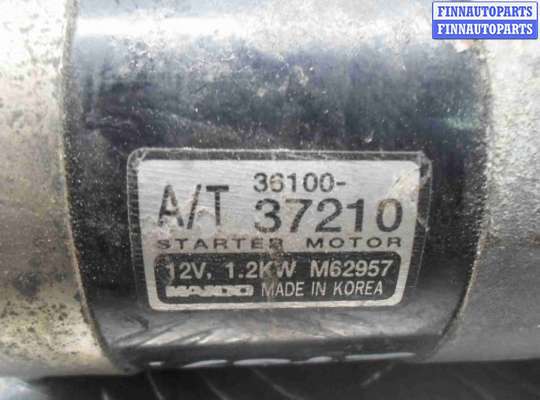 FINNAUTOPARTS
FINNAUTOPARTS
A/T 36100-
37210
STARTER MOTOR
12V, 1.2KW M62957
MANDO MADE IN KOREA